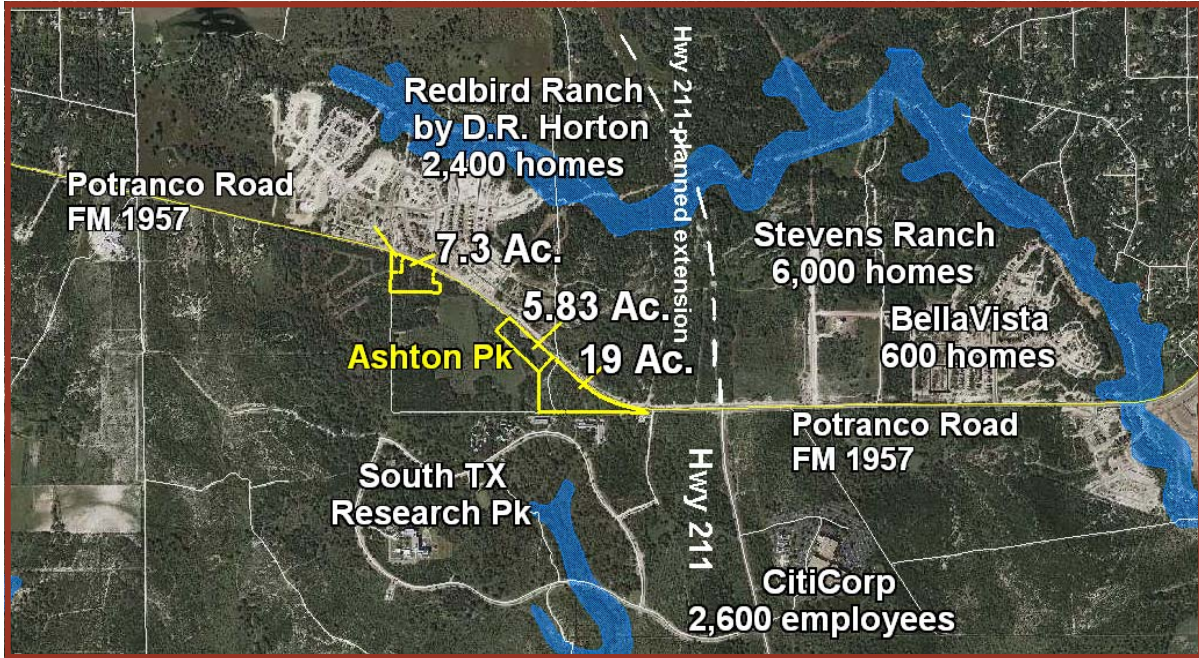 Redbird Ranch
by D.R. Horton
2,400 homes
Hwy 211-planned extension
Potranco Road
FM 1957
7.3 Ac.
Stevens Ranch
6,000 homes
5.83 Ac.
BellaVista
600 homes
Ashton Pk
19 Ac.
Potranco Road
FM 1957
South TX
Research Pk
Hwy 211
CitiCorp
2,600 employees